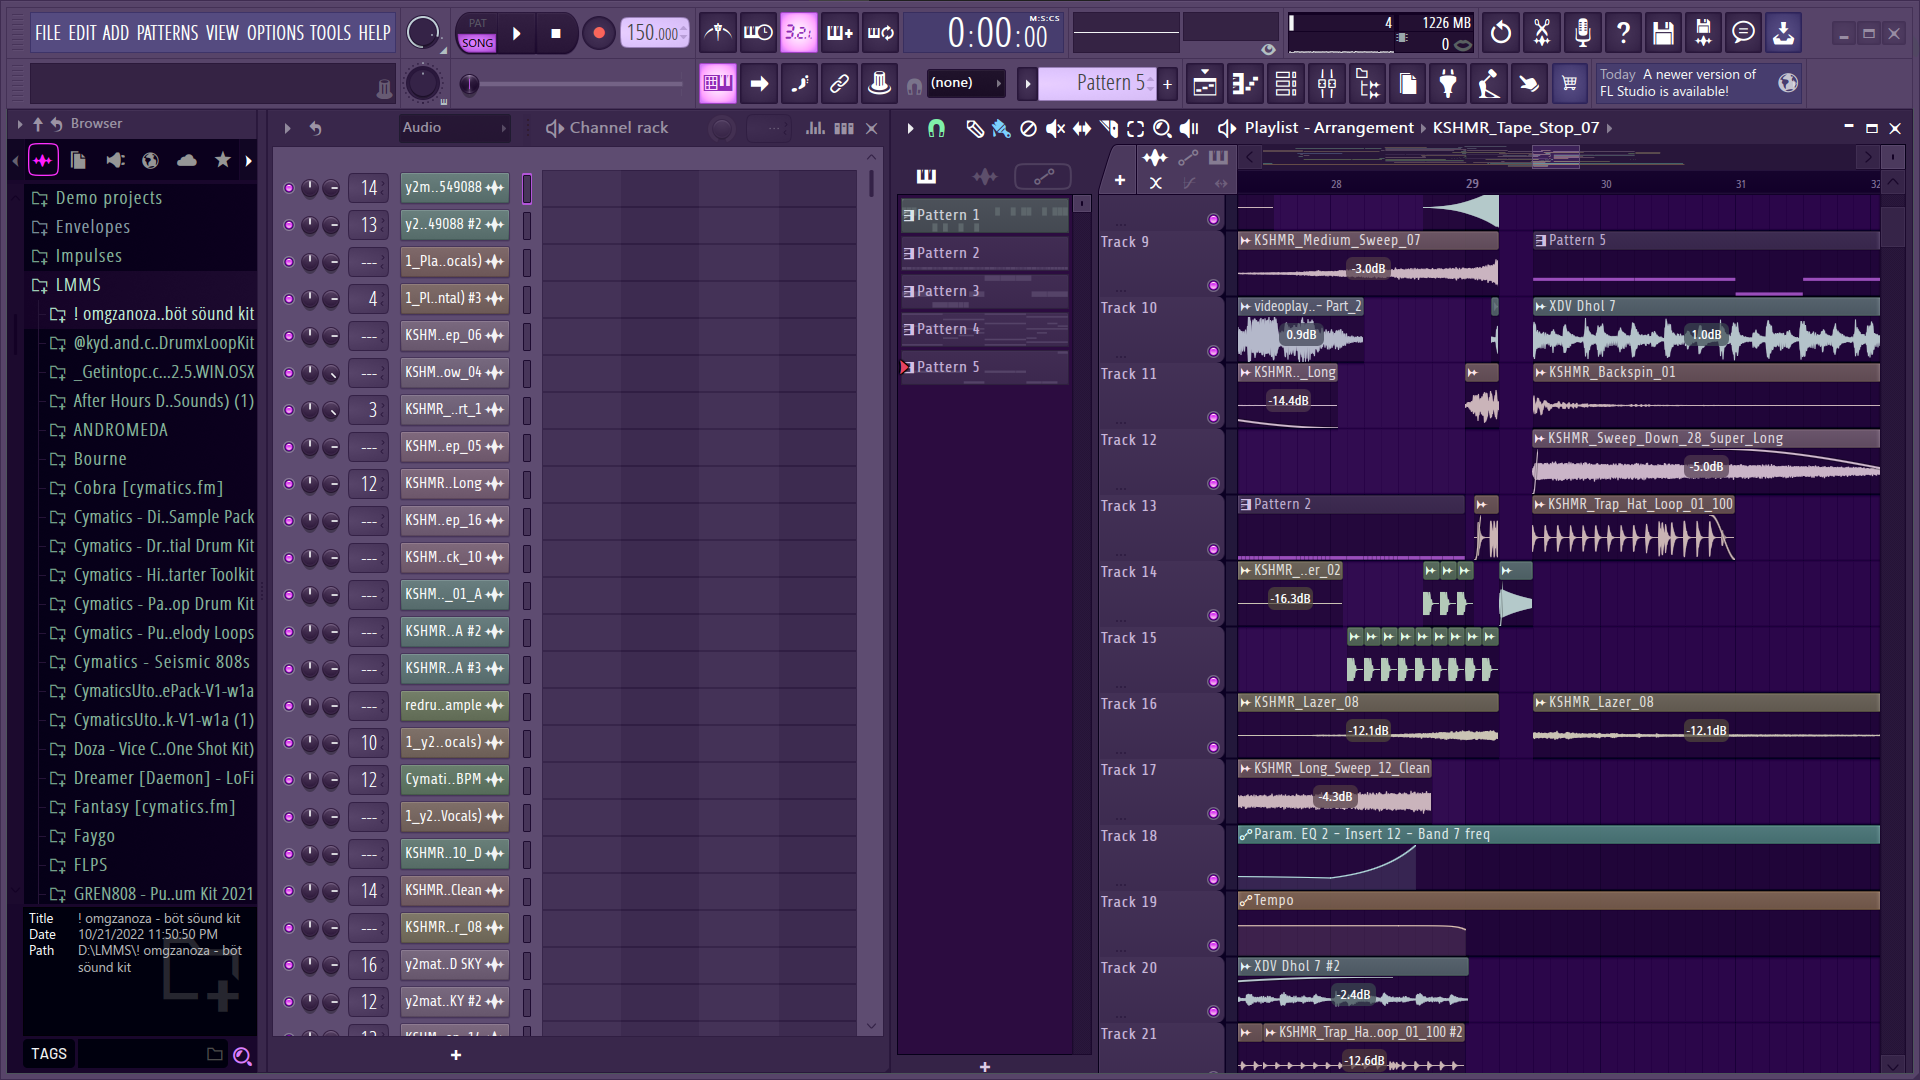 FILE EDIT ADD PATTERNS VIEW OPTIONS TOOLS HELP
PAT
SONG
150.000
3.2.
0:00:00
M:S:CS
4
1226 MB
0
(none)
Pattern 5
Today A newer version of
FL Studio is available!
Browser
Demo projects
Envelopes
Impulses
LMMS
! omgzanoza..böt söund kit
@kyd.and.c..DrumxLoopKit
_Getintopc.c...2.5.WIN.OSX
After Hours D..Sounds) (1)
ANDROMEDA
Bourne
Cobra [cymatics.fm]
Cymatics - Di..Sample Pack
Cymatics - Dr..tial Drum Kit
Cymatics - Hi..tarter Toolkit
Cymatics - Pa..op Drum Kit
Cymatics - Pu..elody Loops
Cymatics - Seismic 808s
CymaticsUto..ePack-V1-w1a
CymaticsUto..k-V1-w1a (1)
Doza - Vice C..One Shot Kit)
Dreamer [Daemon] - LoFi
Fantasy [cymatics.fm]
Faygo
FLPS
GREN808 - Pu..um Kit 2021
Title ! omgzanoza - böt söund kit
Date 10/21/2022 11:50:50 PM
Path D:\LMMS\! omgzanoza - böt
söund kit
TAGS
Audio
Channel rack
14 y2m..549088
13 y2..49088 #2
--- 1_Pla..ocals)
4 1_Pl..ntal) #3
--- KSHM..ep_06
--- KSHM..ow_04
3 KSHMR_..rt_1
--- KSHM..ep_05
12 KSHMR..Long
--- KSHM..ep_16
--- KSHM..ck_10
--- KSHM.._01_A
--- KSHMR..A #2
--- KSHMR..A #3
--- redru..ample
10 1_y2..ocals)
12 Cymati..BPM
--- 1_y2..Vocals)
--- KSHMR..10_D
14 KSHMR..Clean
--- KSHMR..r_08
16 y2mat..D SKY
12 y2mat..KY #2
Playlist - Arrangement › KSHMR_Tape_Stop_07
28 29 30 31 32
Pattern 1
Pattern 2
Pattern 3
Pattern 4
Pattern 5
Track 9
KSHMR_Medium_Sweep_07
-3.0dB
Pattern 5
Track 10
videoplay..- Part_2
0.9dB
XDV Dhol 7
-1.0dB
Track 11
KSHMR.._Long
-14.4dB
KSHMR_Backspin_01
Track 12
KSHMR_Sweep_Down_28_Super_Long
-5.0dB
Track 13
Pattern 2
KSHMR_Trap_Hat_Loop_01_100
Track 14
KSHMR_..er_02
-16.3dB
Track 15
Track 16
KSHMR_Lazer_08
-12.1dB
KSHMR_Lazer_08
-12.1dB
Track 17
KSHMR_Long_Sweep_12_Clean
-4.3dB
Track 18
Param. EQ 2 - Insert 12 - Band 7 freq
Track 19
Tempo
Track 20
XDV Dhol 7 #2
-2.4dB
Track 21
KSHMR_Trap_Ha..oop_01_100 #2
-12.6dB